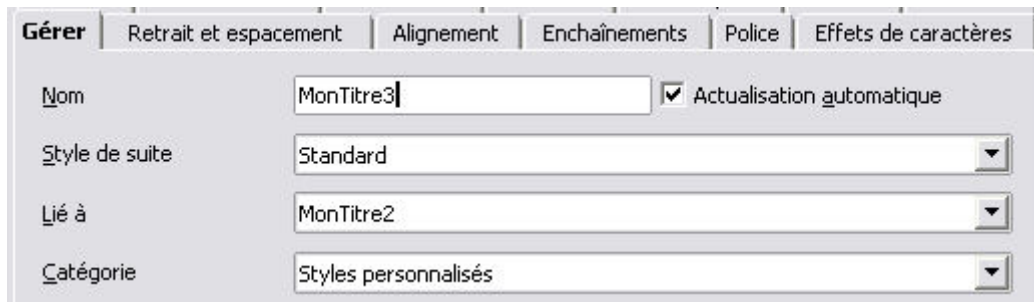 Gérer Retrait et espacement Alignement Enchaînements Police Effets de caractères
Nom MonTitre3 Actualisation automatique
Style de suite Standard
Lié à MonTitre2
Catégorie Styles personnalisés